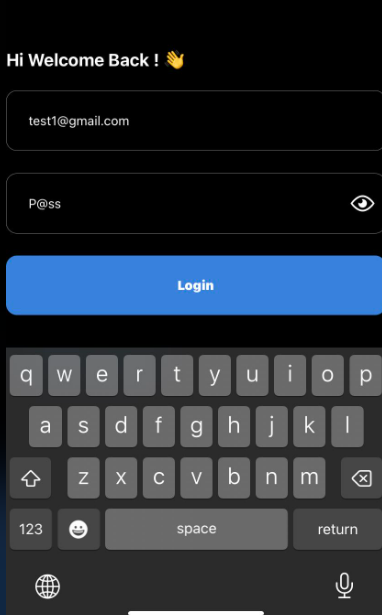 Hi Welcome Back ! 👋
test1@gmail.com
P@ss
Login
q w e r t y u i o p
a s d f g h j k l
z x c v b n m
123 space return